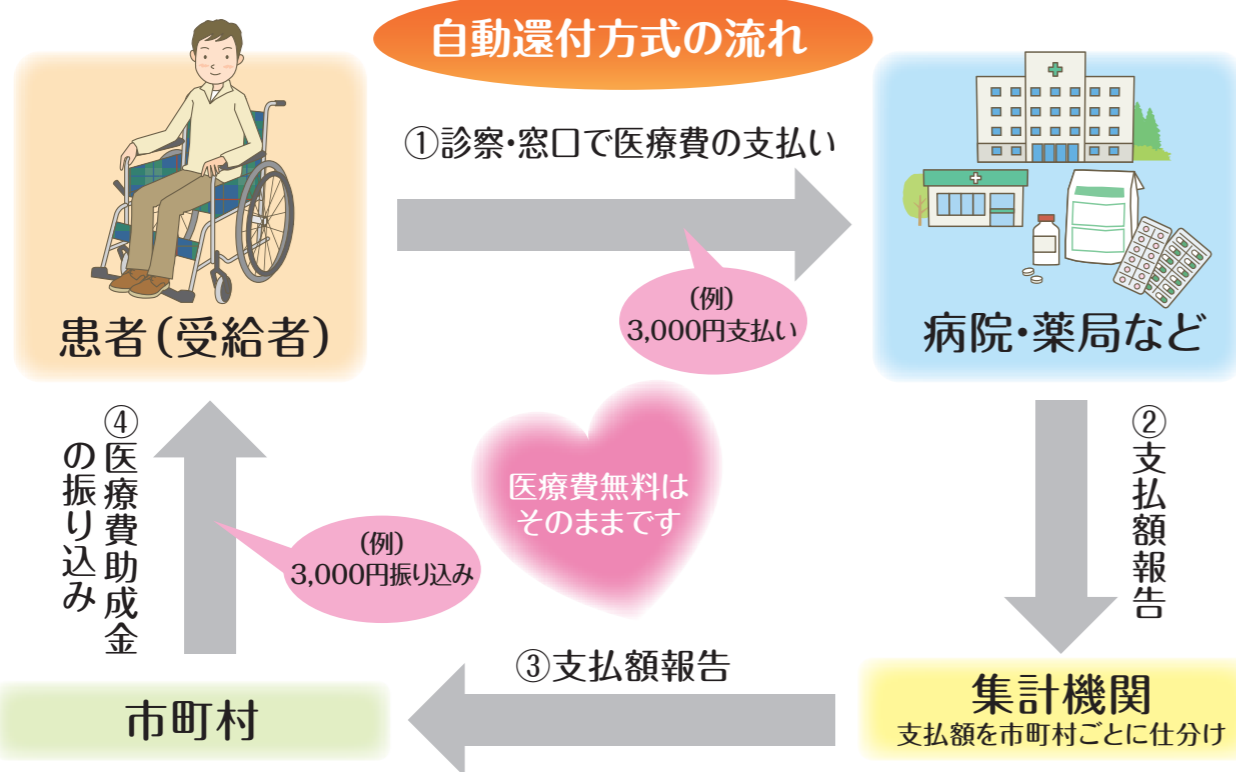 自動還付方式の流れ
①診察・窓口で医療費の支払い
(例)
3,000円支払い
患者(受給者)
病院・薬局など
②支払額報告
医療費無料は
そのままです
④医療費助成金
の振り込み
(例)
3,000円振り込み
③支払額報告
市町村
集計機関
支払額を市町村ごとに仕分け